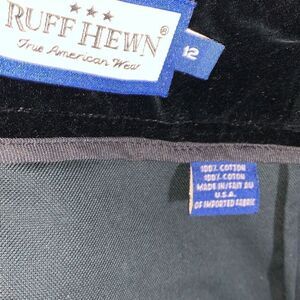 RUFF HEWN®
True American Wear
12
100% COTTON
100% COTON
MADE IN/FAIT AU
U.S.A.
OF IMPORTED FABRIC